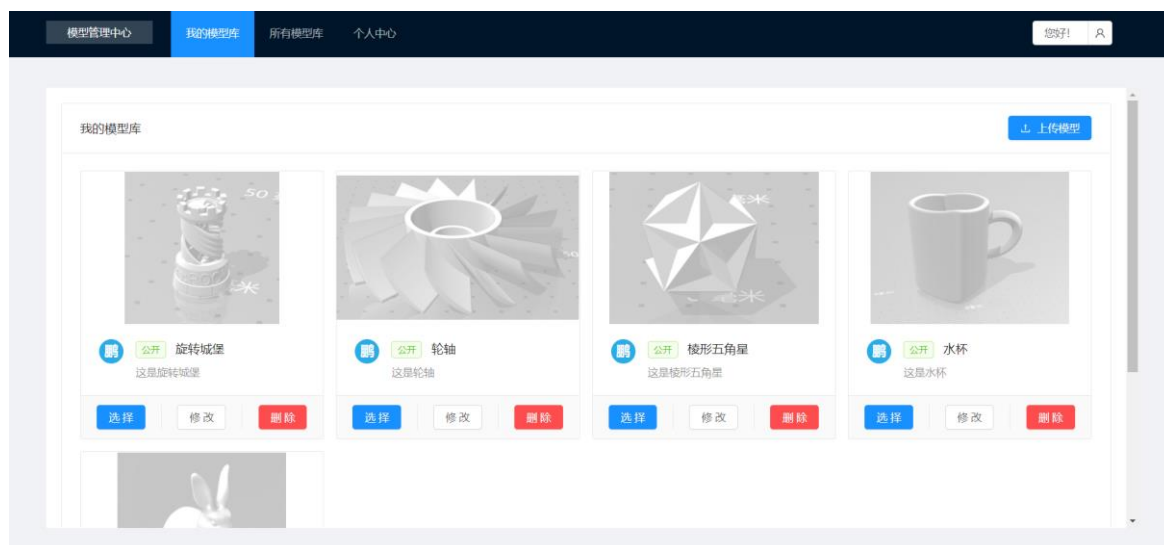 模型管理中心 我的模型库 所有模型库 个人中心 您好!
我的模型库 上传模型
50
50
米
米
米
鹏 公开 旋转城堡
这是旋转城堡
鹏 公开 轮轴
这是轮轴
鹏 公开 棱形五角星
这是棱形五角星
鹏 公开 水杯
这是水杯
选择 修改 删除
选择 修改 删除
选择 修改 删除
选择 修改 删除